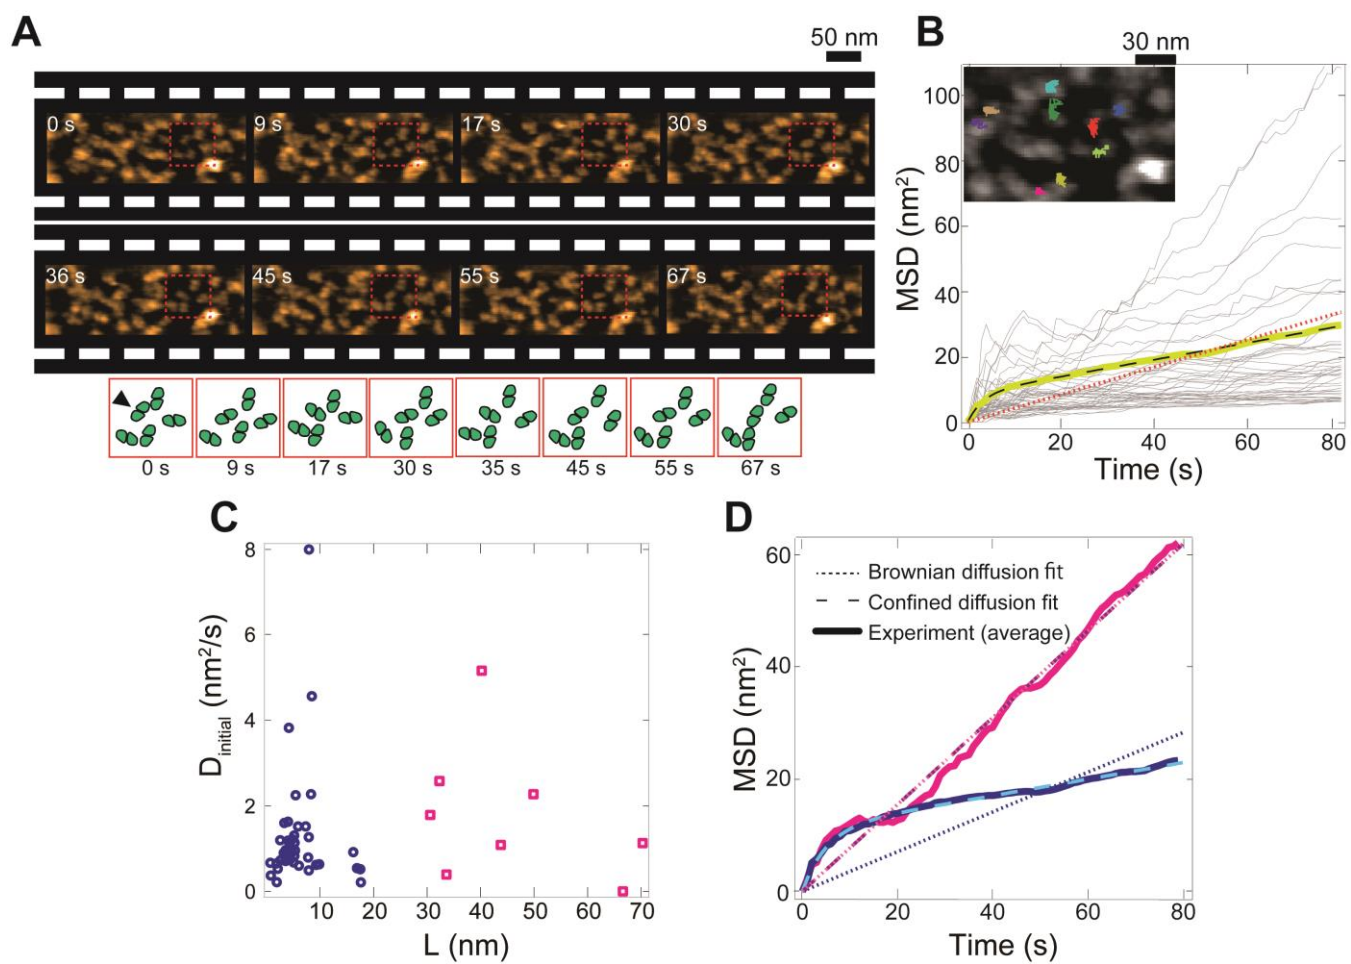 A
50 nm
0 s
9 s
17 s
30 s
36 s
45 s
55 s
67 s
0 s
9 s
17 s
30 s
35 s
45 s
55 s
67 s
B
30 nm
MSD (nm²)
100
80
60
40
20
0
0
20
40
60
80
Time (s)
C
D_initial (nm²/s)
8
6
4
2
0
10
20
30
40
50
60
70
L (nm)
D
Brownian diffusion fit
Confined diffusion fit
Experiment (average)
MSD (nm²)
60
40
20
0
0
20
40
60
80
Time (s)